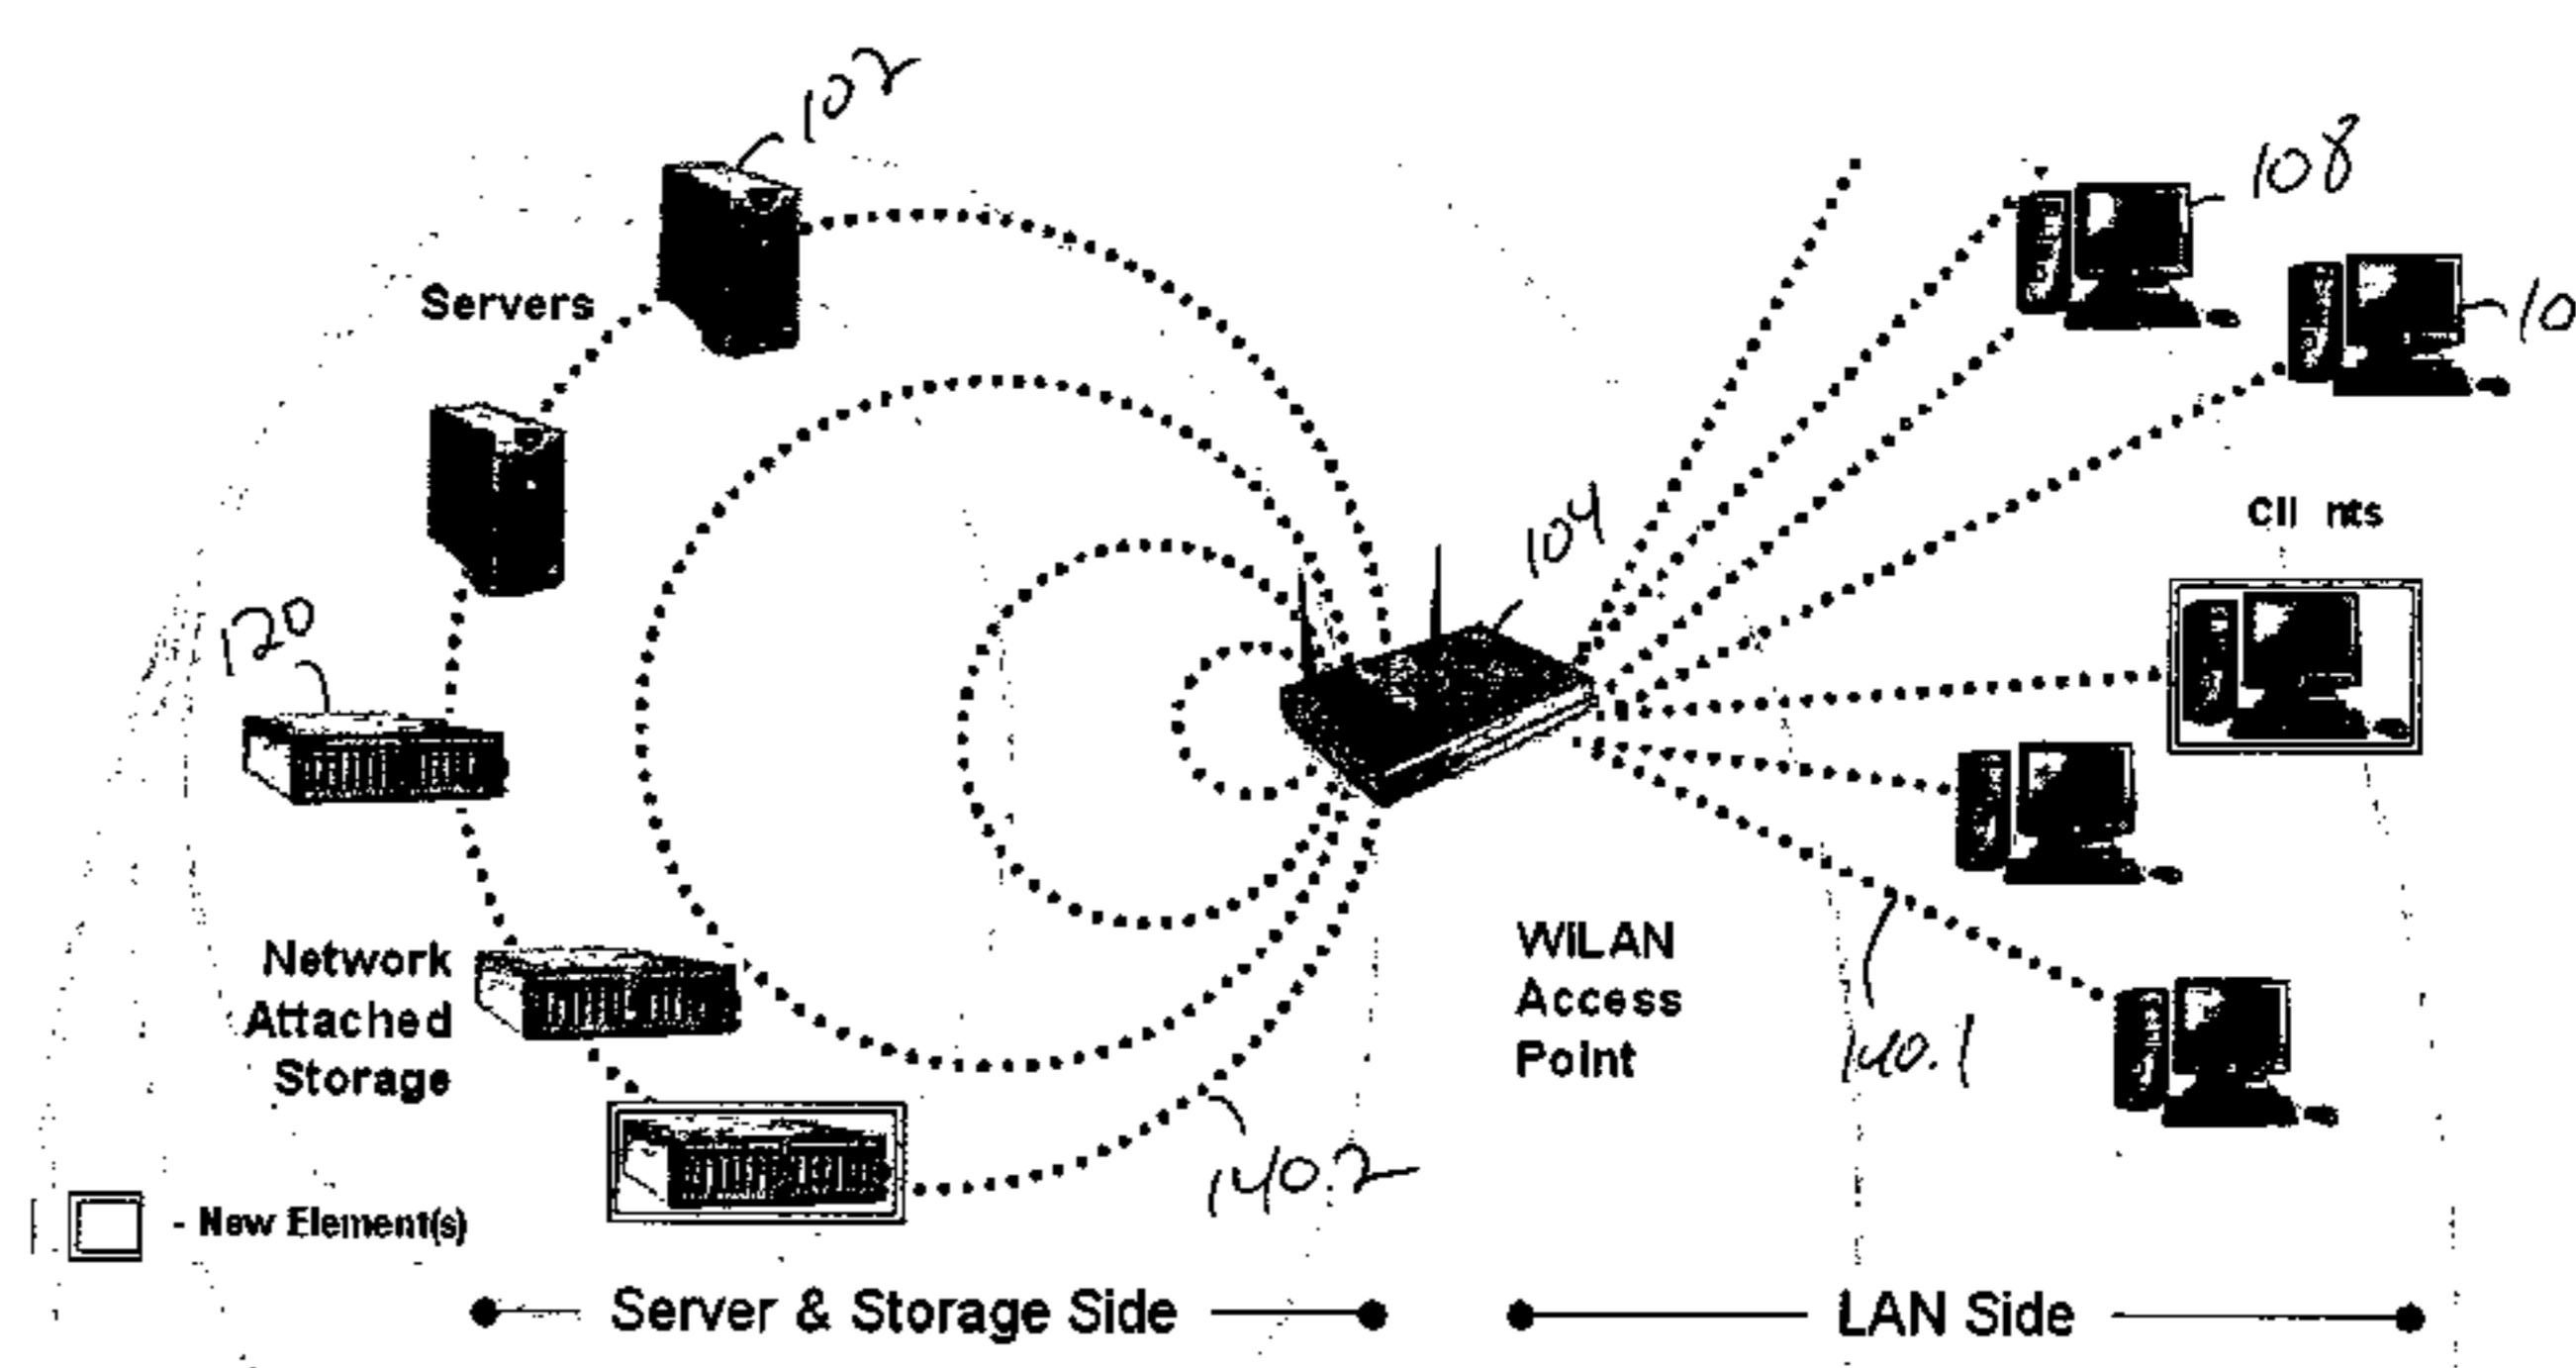 102
108
10
Servers
104
Cli nts
120
WiLAN
Access
Point
Network
Attached
Storage
140.1
140.2
- New Element(s)
Server & Storage Side
LAN Side